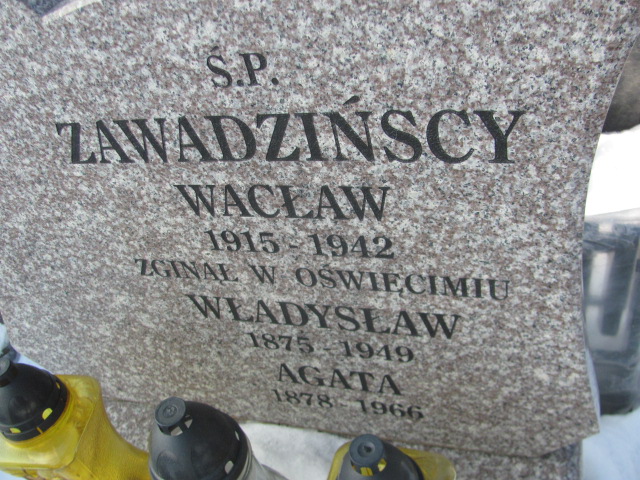 Ś.P.
ZAWADZIŃSCY
WACŁAW
1915 - 1942
ZGINĄŁ W OŚWIĘCIMIU
WŁADYSŁAW
1875 - 1949
AGATA
1878 - 1966